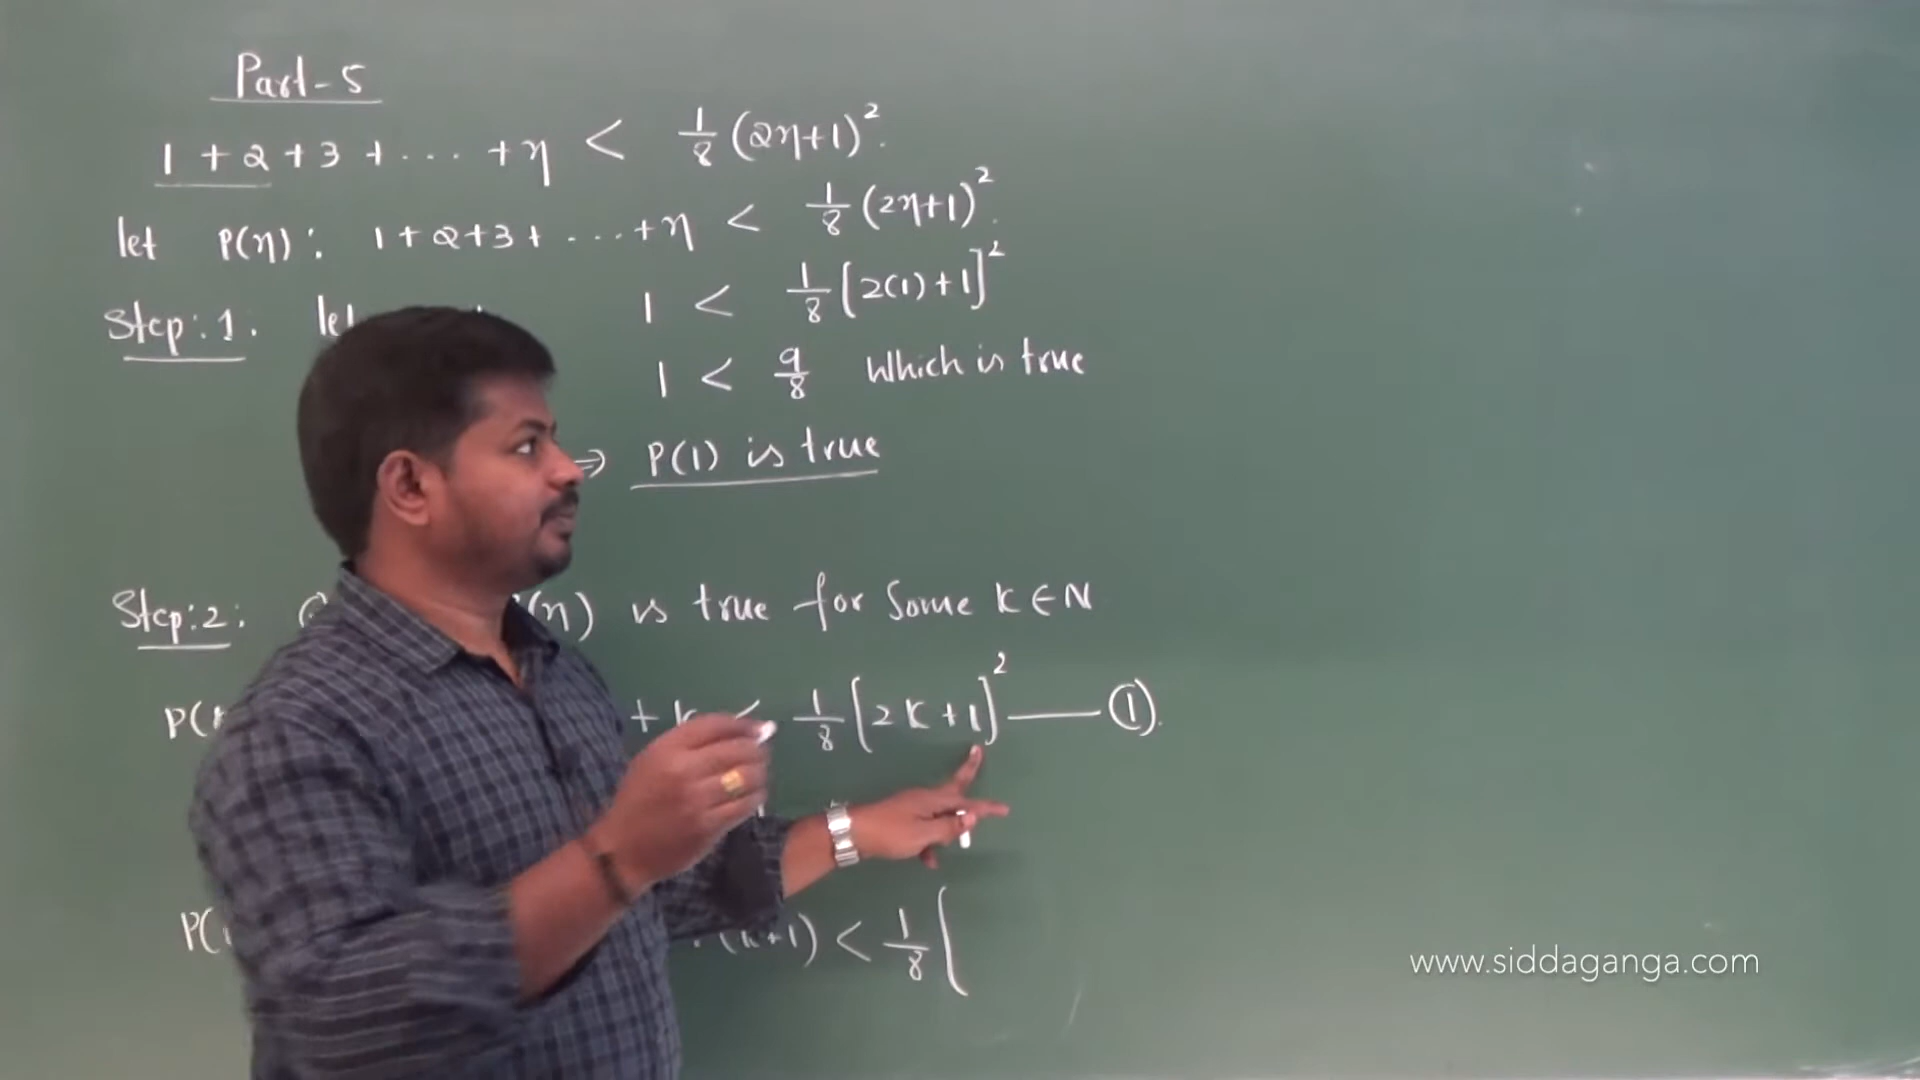 Part-5
1 + 2 + 3 + ... + η < 1/8 (2η+1)²
let P(η): 1+2+3+ ...+η < 1/8 (2η+1)².
Step:1. let 1 < 1/8 [2(1)+1]²
1 < 9/8 Which is true
⇒ P(1) is true
Step:2: (η) is true for Some K ∈ N
P( + K < 1/8 [2K+1]² —— ①.
P( (K+1) < 1/8 (
www.siddaganga.com